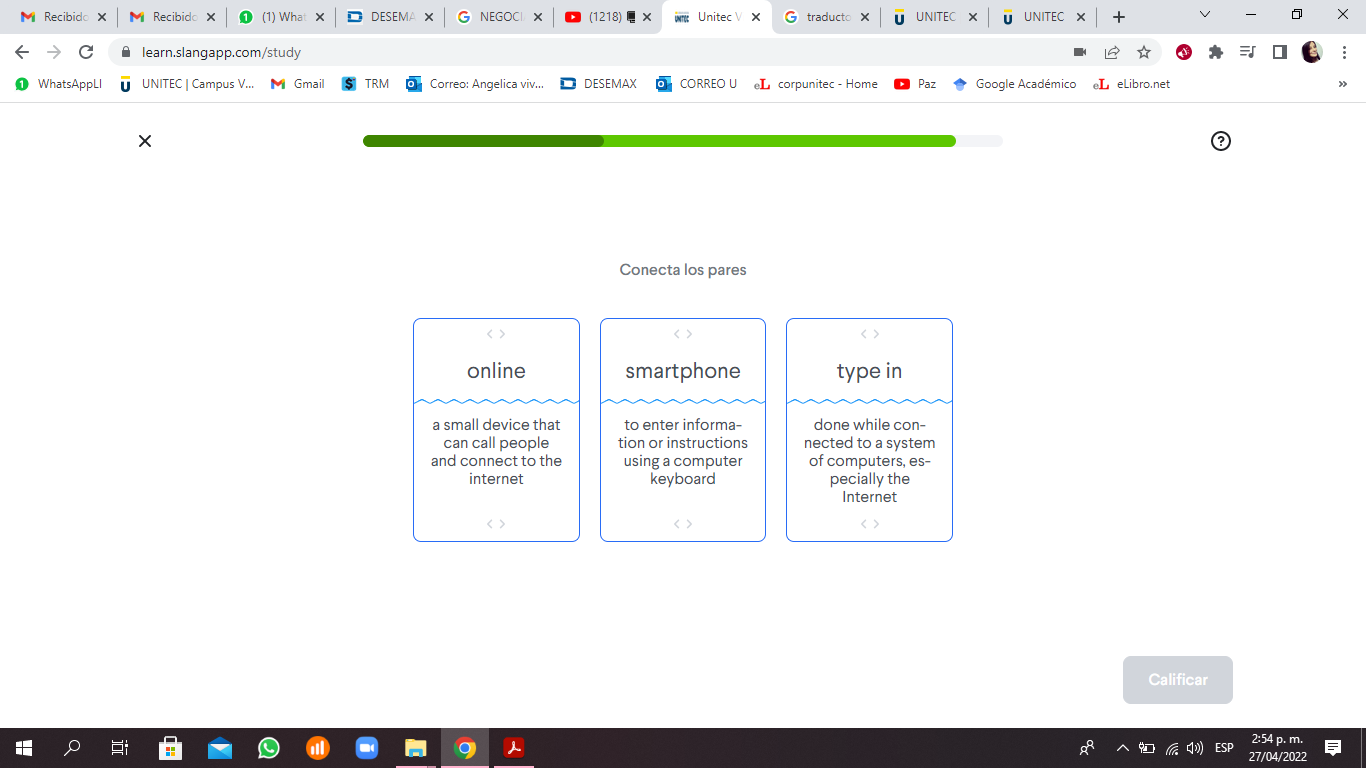 Recibido
Recibido
(1) What
DESEMA
NEGOCI
(1218)
Unitec V
traducto
UNITEC
UNITEC
learn.slangapp.com/study
WhatsAppLI
UNITEC | Campus V...
Gmail
TRM
Correo: Angelica viv...
DESEMAX
CORREO U
eL corpunitec - Home
Paz
Google Académico
eL eLibro.net
»
Conecta los pares
online
a small device that
can call people
and connect to the
internet
smartphone
to enter informa-
tion or instructions
using a computer
keyboard
type in
done while con-
nected to a system
of computers, es-
pecially the
Internet
Calificar
ESP
2:54 p. m.
27/04/2022